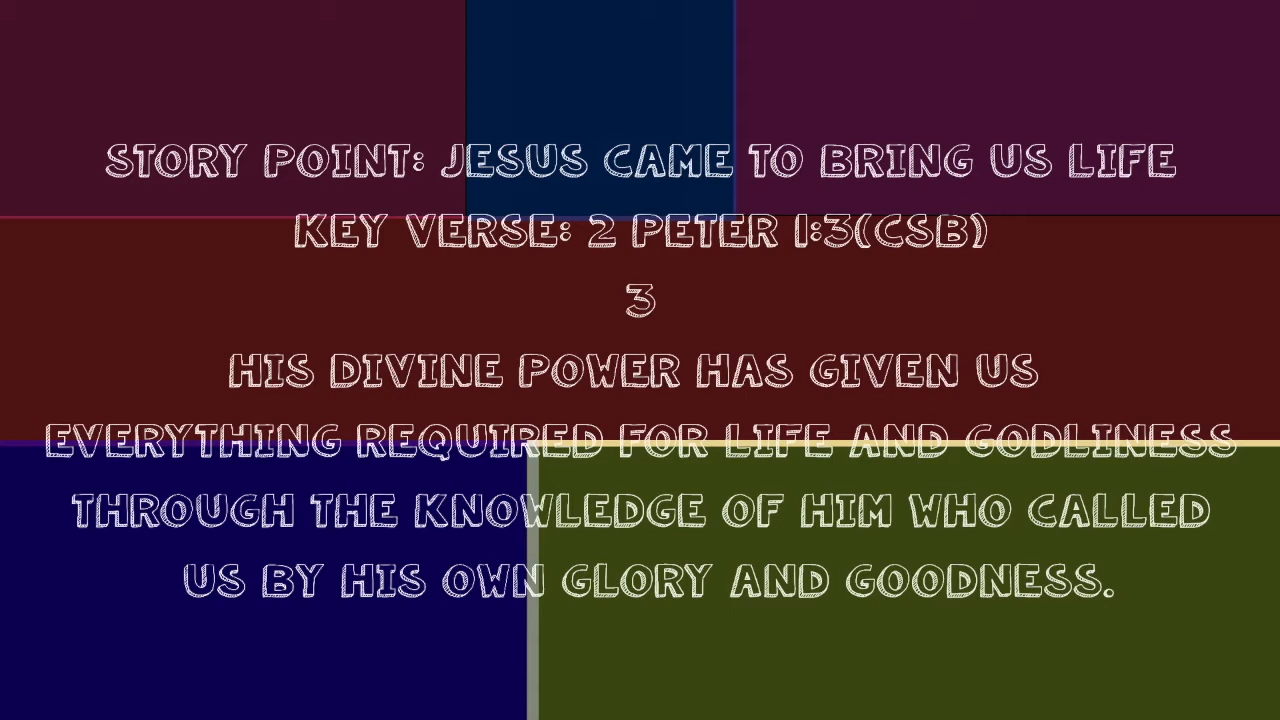 STORY POINT: JESUS CAME TO BRING US LIFE
KEY VERSE: 2 PETER 1:3(CSB)
3
HIS DIVINE POWER HAS GIVEN US
EVERYTHING REQUIRED FOR LIFE AND GODLINESS
THROUGH THE KNOWLEDGE OF HIM WHO CALLED
US BY HIS OWN GLORY AND GOODNESS.